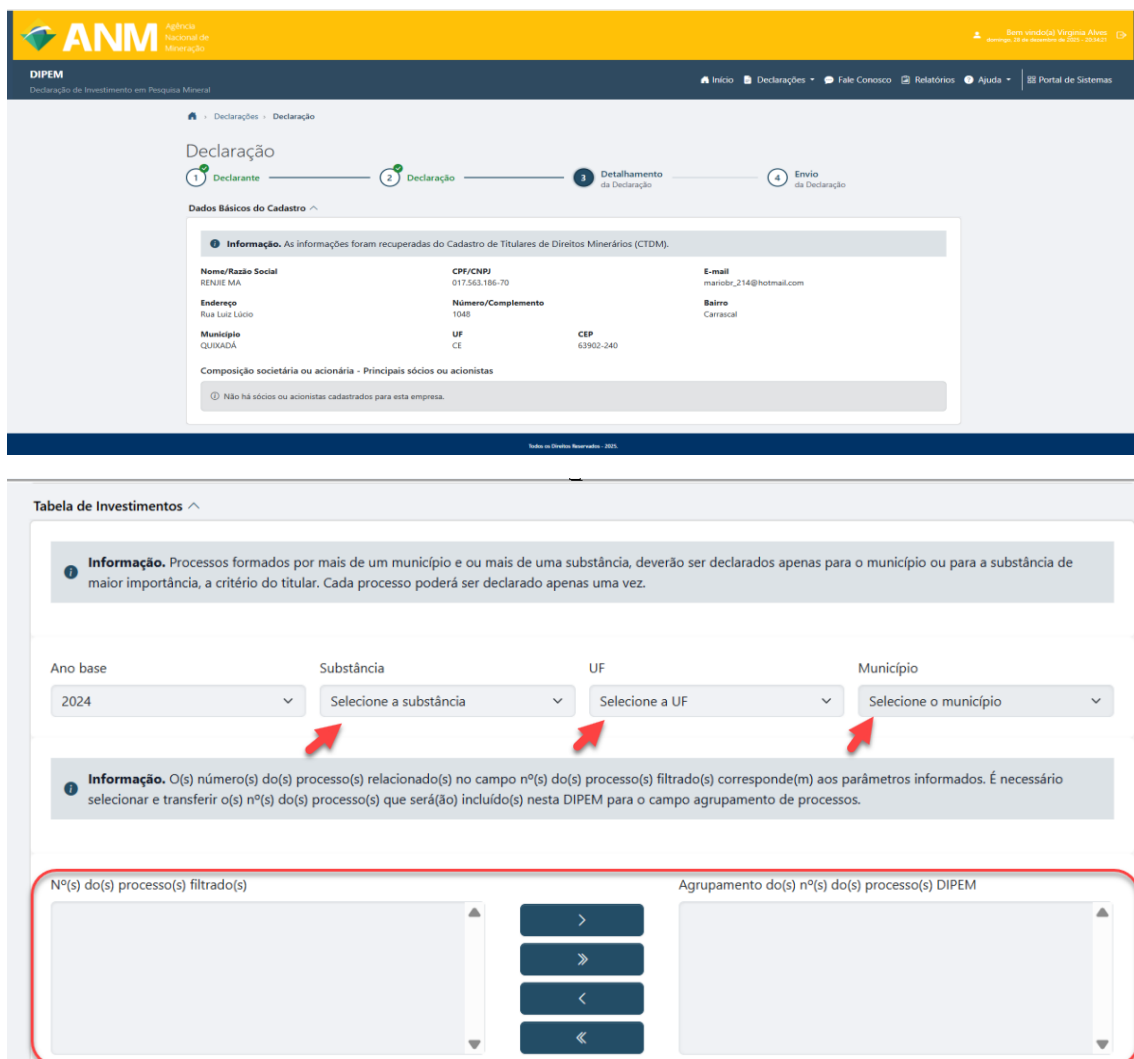 ANM
Agência
Nacional de
Mineração
Bem vindo(a) Virginia Alves
DIPEM
Declaração de Investimento em Pesquisa Mineral
Início Declarações Fale Conosco Relatórios Ajuda Portal de Sistemas
Declarações Declaração
Declaração
1 Declarante 2 Declaração 3 Detalhamento da Declaração 4 Envio da Declaração
Dados Básicos do Cadastro
Informação. As informações foram recuperadas do Cadastro de Titulares de Direitos Minerários (CTDM).
Nome/Razão Social CPF/CNPJ E-mail
RENJIE MA 017.563.186-70 mariobr_214@hotmail.com
Endereço Número/Complemento Bairro
Rua Luiz Lúcio 1048 Carrascal
Município UF CEP
QUIXADÁ CE 63902-240
Composição societária ou acionária - Principais sócios ou acionistas
Não há sócios ou acionistas cadastrados para esta empresa.
Todos os Direitos Reservados - 2025.
Tabela de Investimentos
Informação. Processos formados por mais de um município e ou mais de uma substância, deverão ser declarados apenas para o município ou para a substância de
maior importância, a critério do titular. Cada processo poderá ser declarado apenas uma vez.
Ano base Substância UF Município
2024 Selecione a substância Selecione a UF Selecione o município
Informação. O(s) número(s) do(s) processo(s) relacionado(s) no campo nº(s) do(s) processo(s) filtrado(s) corresponde(m) aos parâmetros informados. É necessário
selecionar e transferir o(s) nº(s) do(s) processo(s) que será(ão) incluído(s) nesta DIPEM para o campo agrupamento de processos.
Nº(s) do(s) processo(s) filtrado(s) Agrupamento do(s) nº(s) do(s) processo(s) DIPEM